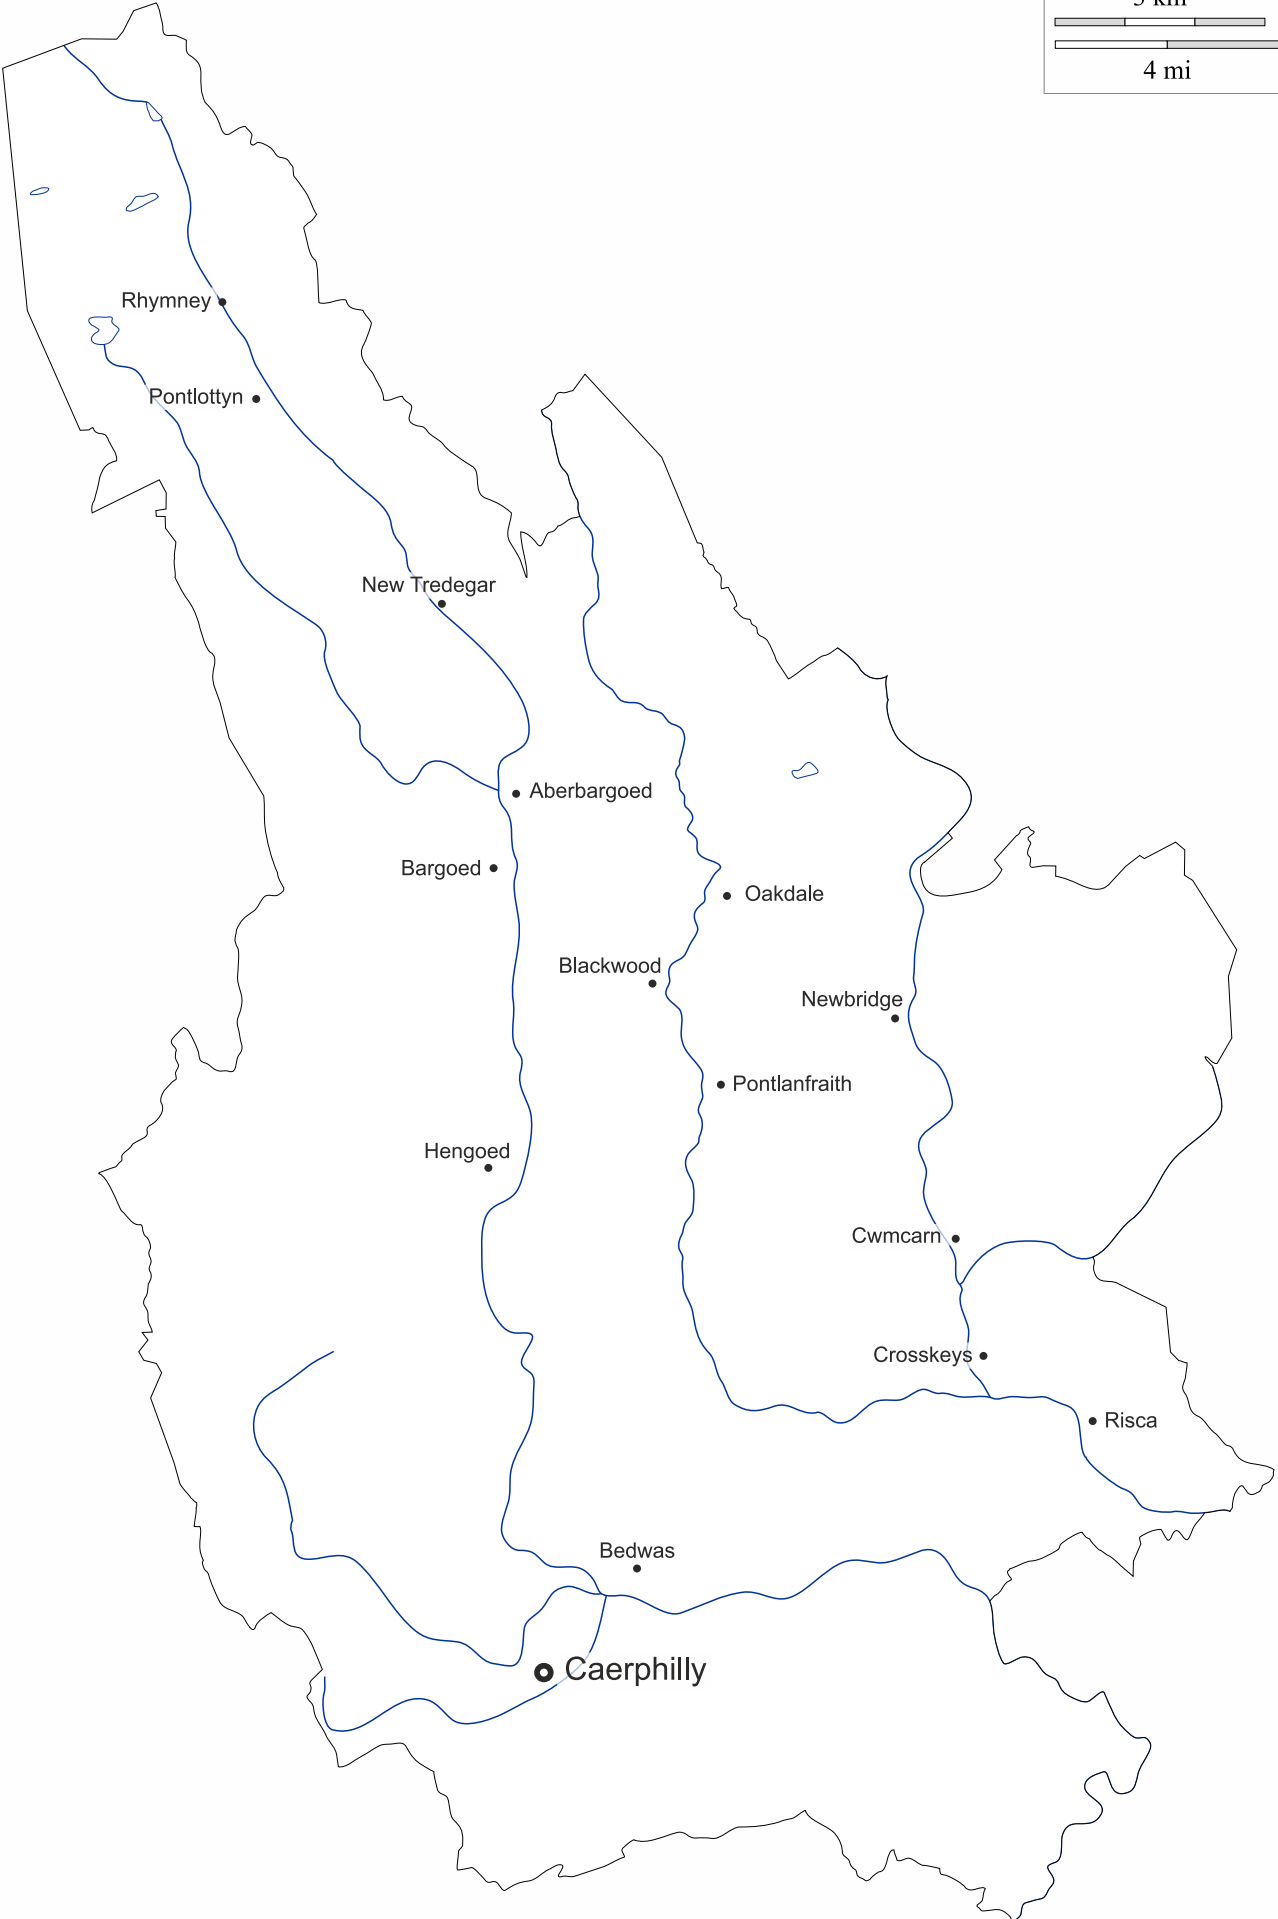 4 mi
Rhymney
Pontlottyn
New Tredegar
Aberbargoed
Bargoed
Oakdale
Blackwood
Newbridge
Pontlanfraith
Hengoed
Cwmcarn
Crosskeys
Risca
Bedwas
Caerphilly